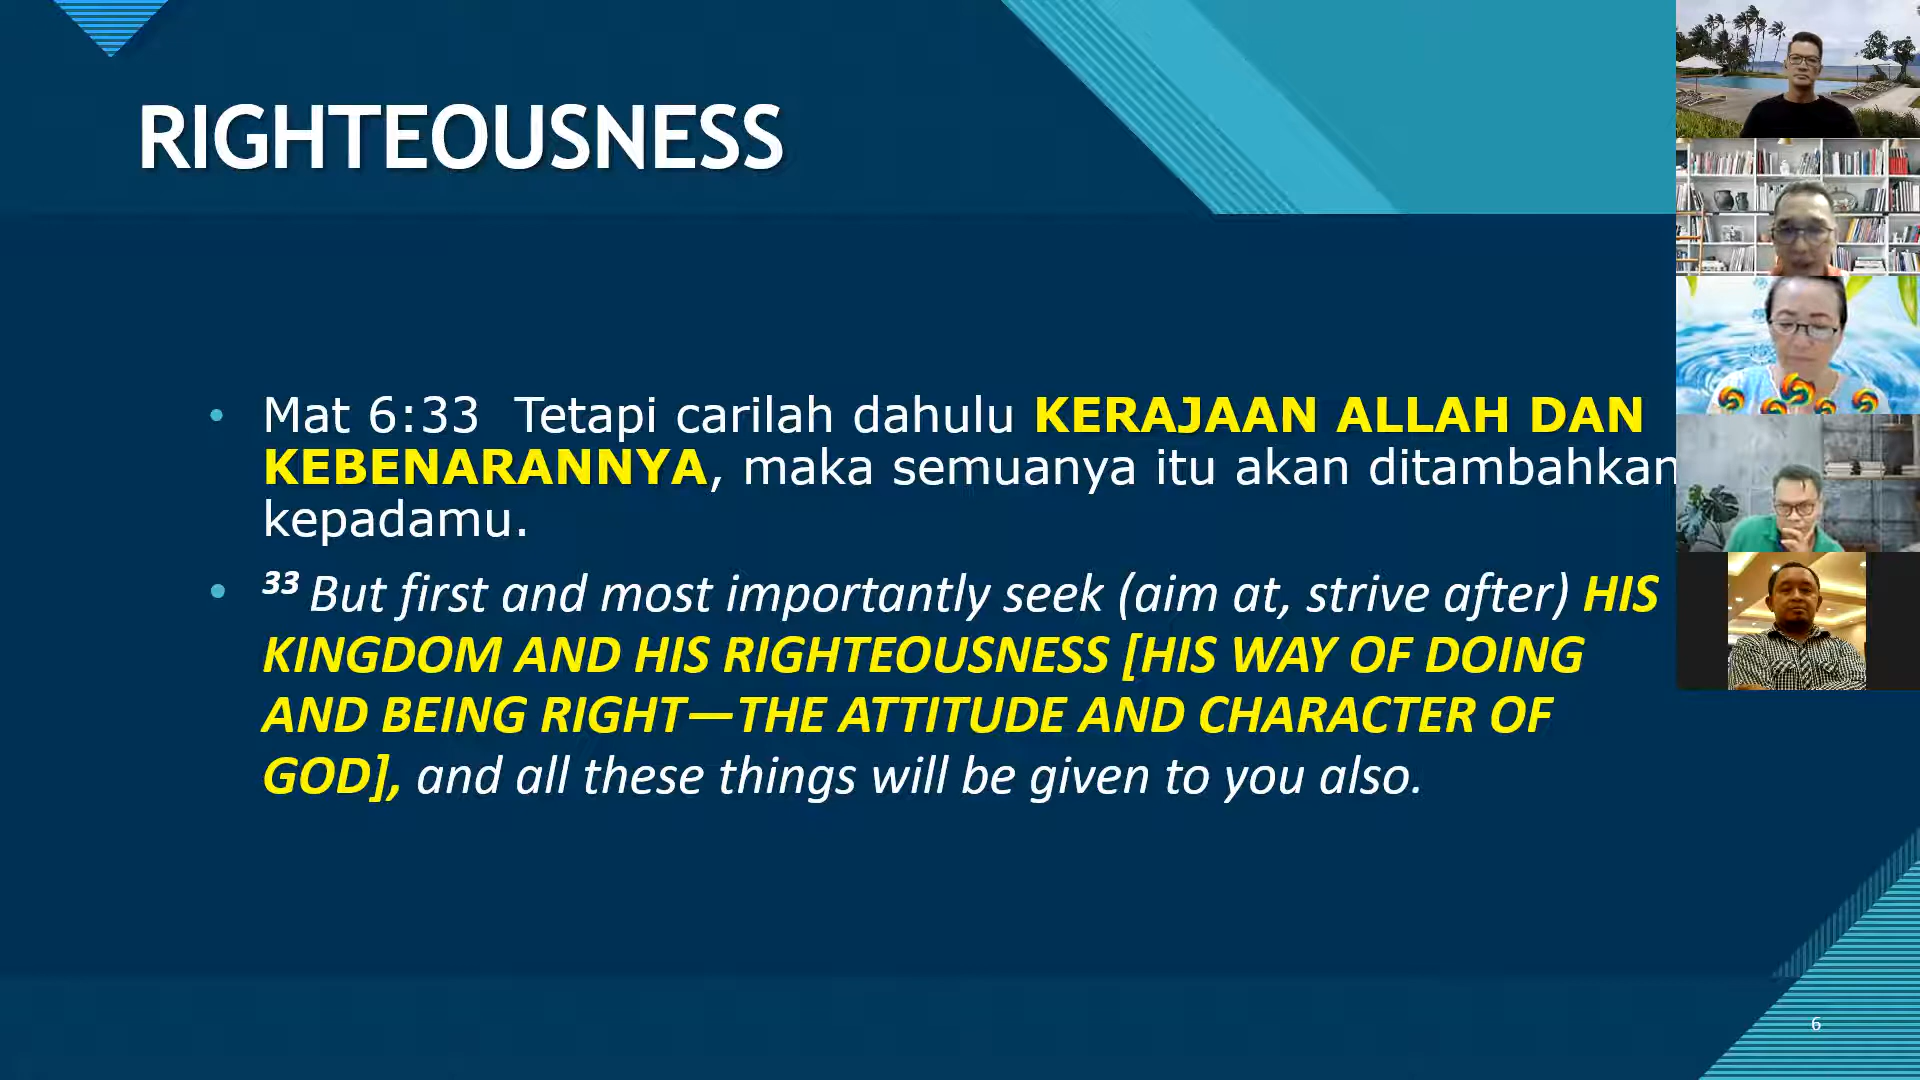 RIGHTEOUSNESS
• Mat 6:33 Tetapi carilah dahulu KERAJAAN ALLAH DAN
KEBENARANNYA, maka semuanya itu akan ditambahkan
kepadamu.
• ³³ But first and most importantly seek (aim at, strive after) HIS
KINGDOM AND HIS RIGHTEOUSNESS [HIS WAY OF DOING
AND BEING RIGHT—THE ATTITUDE AND CHARACTER OF
GOD], and all these things will be given to you also.
6